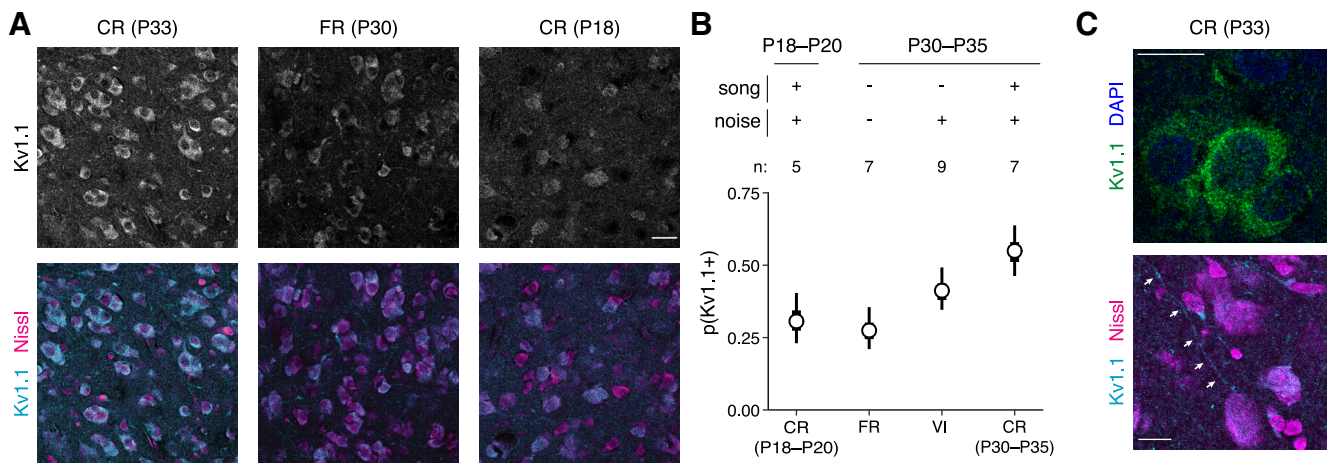 A
CR (P33)
FR (P30)
CR (P18)
Kv1.1
Kv1.1 Nissl
B
P18–P20
P30–P35
song + - - +
noise + - + +
n: 5 7 9 7
p(Kv1.1+)
0.75
0.50
0.25
0.00
CR
(P18–P20)
FR
VI
CR
(P30–P35)
C
CR (P33)
Kv1.1 DAPI
Kv1.1 Nissl